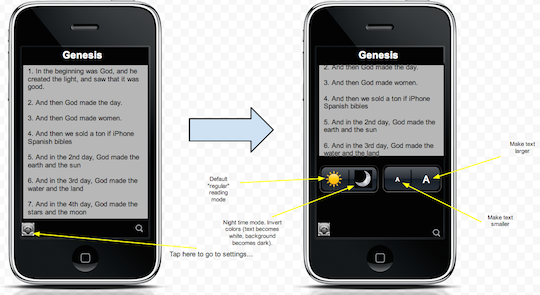 Genesis
1. In the beginning was God, and he
created the light, and saw that it was
good.
2. And then God made the day.
3. And then God made women.
4. And then we sold a ton if iPhone
Spanish bibles
5. And in the 2nd day, God made the
earth and the sun
6. And in the 3rd day, God made the
water and the land
7. And in the 4th day, God made the
stars and the moon
Tap here to go to settings...
Genesis
2. And then God made the day.
3. And then God made women.
4. And then we sold a ton if iPhone
Spanish bibles
5. And in the 2nd day, God made the
earth and the sun
6. And in the 3rd day, God made the
water and the land
A
A
Default
"regular"
reading
mode
Night time mode. Invert
colors (text becomes
white, background
becomes dark).
Make text
larger
Make text
smaller